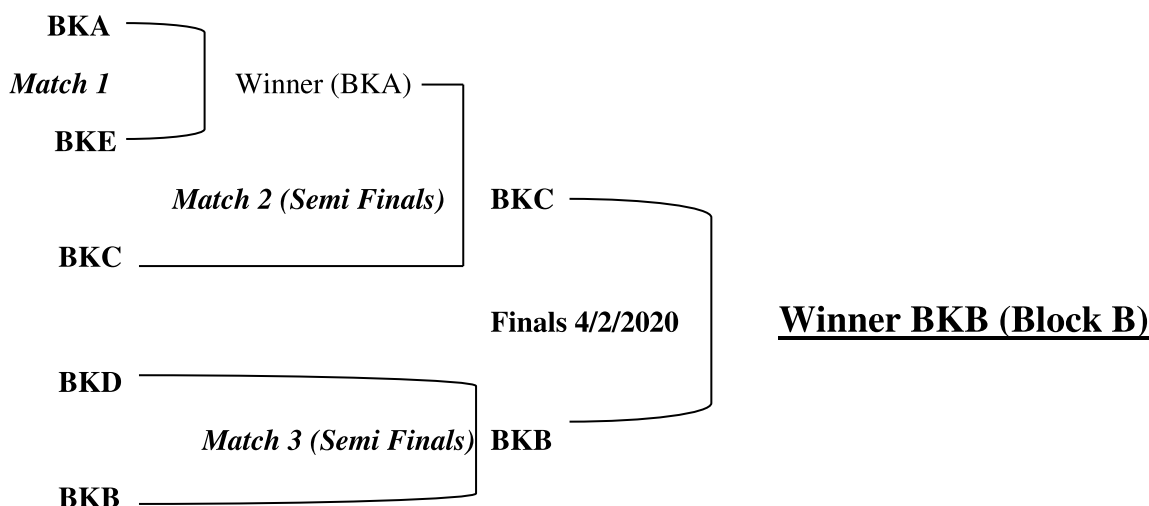 BKA
Match 1
Winner (BKA)
BKE
Match 2 (Semi Finals)
BKC
BKC
Finals 4/2/2020
Winner BKB (Block B)
BKD
Match 3 (Semi Finals)
BKB
BKB